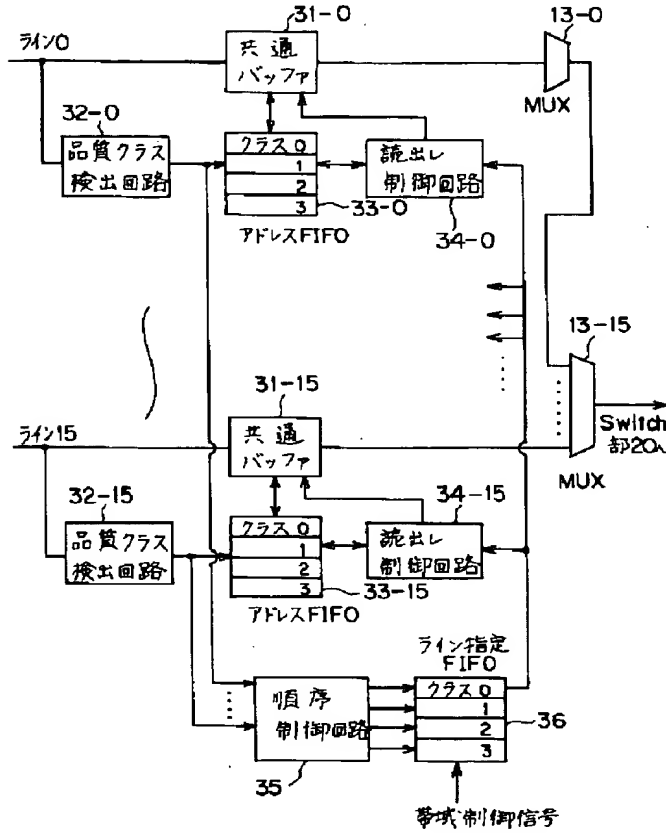 31-0
13-0
ライン0
共通
バッファ
MUX
32-0
品質クラス
検出回路
クラス 0
1
2
3
33-0
アドレスFIFO
読出し
制御回路
34-0
13-15
31-15
ライン15
共通
バッファ
Switch
部20へ
MUX
32-15
34-15
品質クラス
検出回路
クラス 0
1
2
3
33-15
アドレスFIFO
読出し
制御回路
ライン指定
FIFO
順序
制御回路
35
クラス 0
1
2
3
36
帯域制御信号